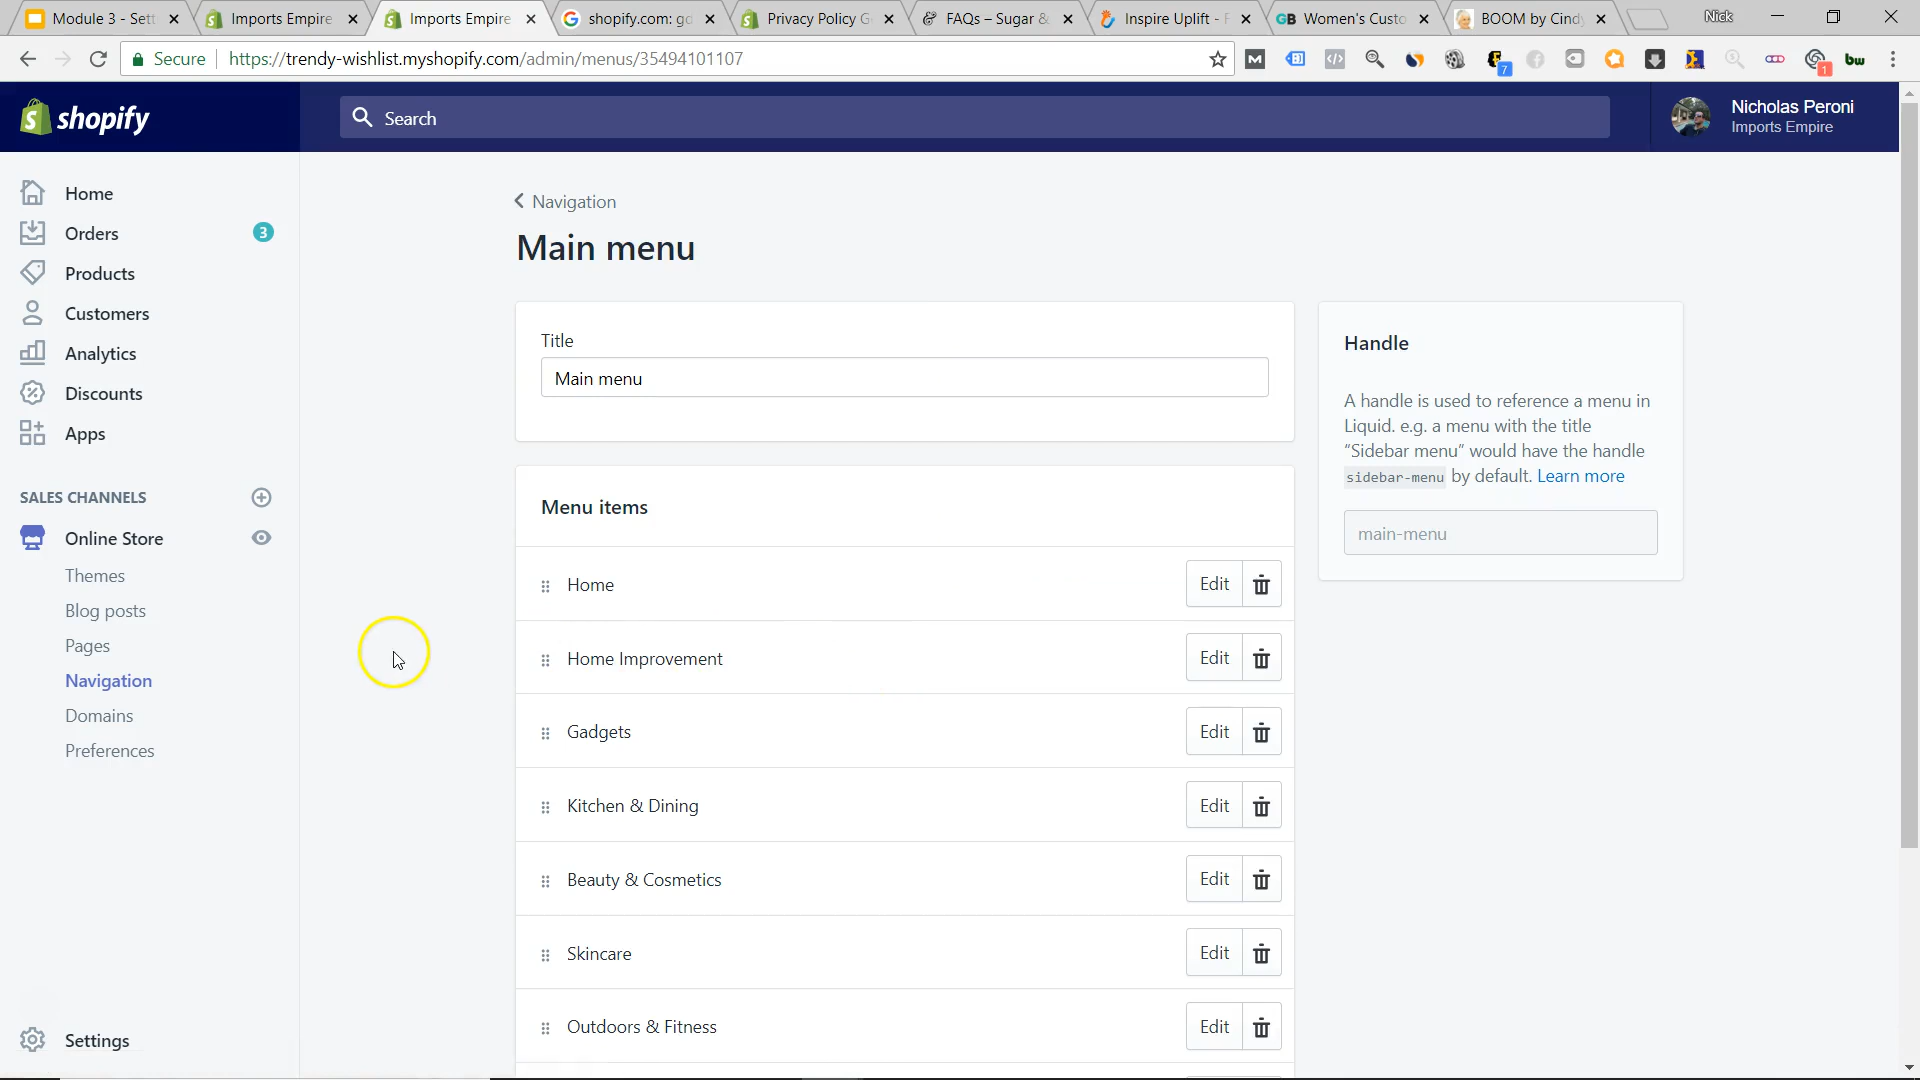 Module 3 - Sett
Imports Empire
Imports Empire
shopify.com: go
Privacy Policy G
FAQs – Sugar &
Inspire Uplift - F
Women's Custo
BOOM by Cindy
Nick
Secure
https://trendy-wishlist.myshopify.com/admin/menus/35494101107
7
1
bw
shopify
Search
Nicholas Peroni
Imports Empire
Home
Orders
3
Products
Customers
Analytics
Discounts
Apps
SALES CHANNELS
Online Store
Themes
Blog posts
Pages
Navigation
Domains
Preferences
Settings
Navigation
Main menu
Title
Main menu
Menu items
Home
Edit
Home Improvement
Edit
Gadgets
Edit
Kitchen & Dining
Edit
Beauty & Cosmetics
Edit
Skincare
Edit
Outdoors & Fitness
Edit
Handle
A handle is used to reference a menu in
Liquid. e.g. a menu with the title
“Sidebar menu” would have the handle
sidebar-menu by default. Learn more
main-menu